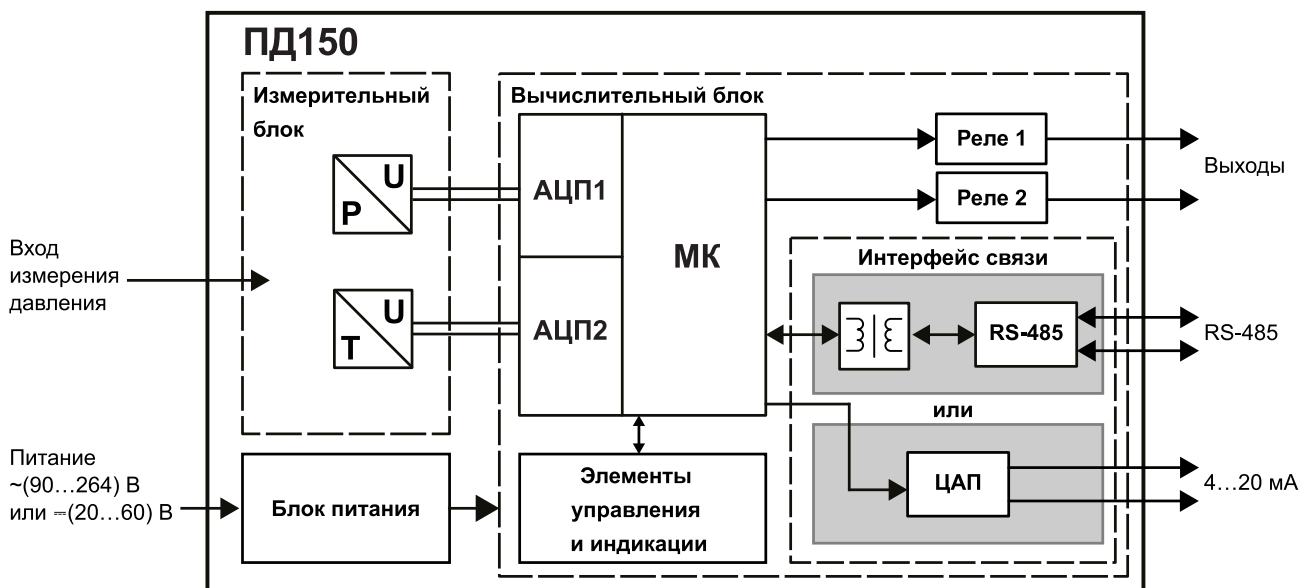 ПД150
Измерительный
блок
Вычислительный блок
U
P
АЦП1
МК
Реле 1
Реле 2
Выходы
Вход
измерения
давления
U
T
АЦП2
Интерфейс связи
RS-485
RS-485
или
ЦАП
4...20 мА
Питание
~(90...264) В
или ⎓(20...60) В
Блок питания
Элементы
управления
и индикации